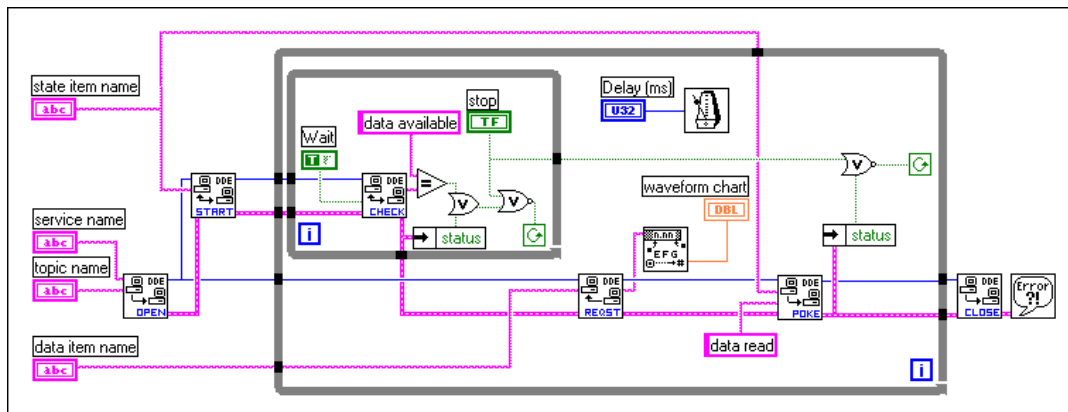 state item name
abc
service name
abc
topic name
abc
data item name
abc
DDE
OPEN
DDE
START
Wait
T F
data available
stop
TF
DDE
CHECK
=
V
V
status
i
Delay (ms)
U32
waveform chart
DBL
n.nn
EFG
#
DDE
REQST
data read
DDE
POKE
V
status
i
DDE
CLOSE
Error
?!